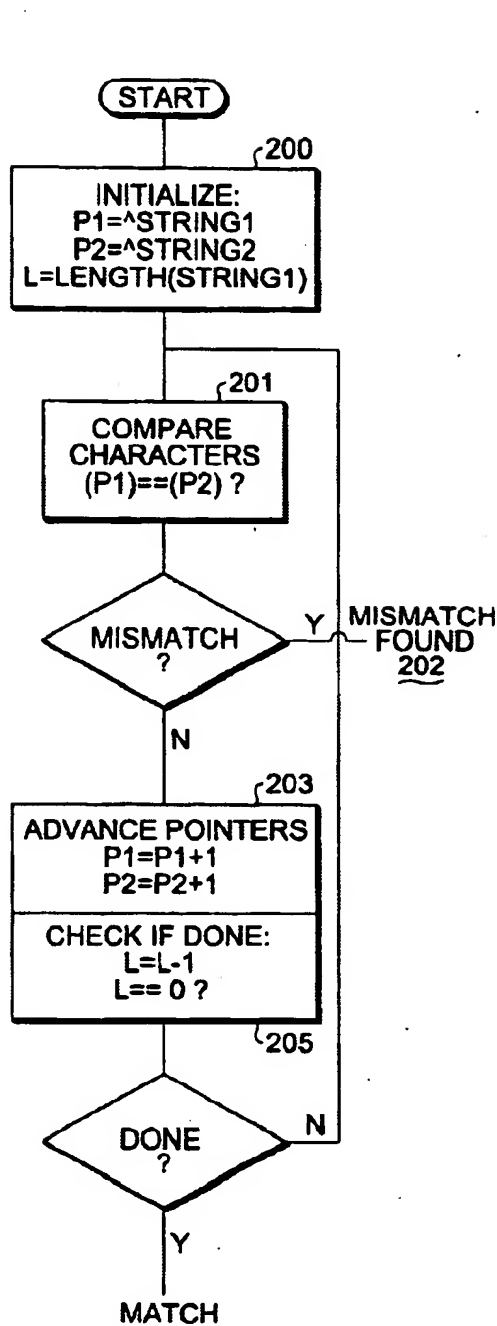 START
200
INITIALIZE:
P1=^STRING1
P2=^STRING2
L=LENGTH(STRING1)
201
COMPARE
CHARACTERS
(P1)==(P2) ?
MISMATCH
?
Y
MISMATCH
FOUND
202
N
203
ADVANCE POINTERS
P1=P1+1
P2=P2+1
CHECK IF DONE:
L=L-1
L== 0 ?
205
DONE
?
N
Y
MATCH